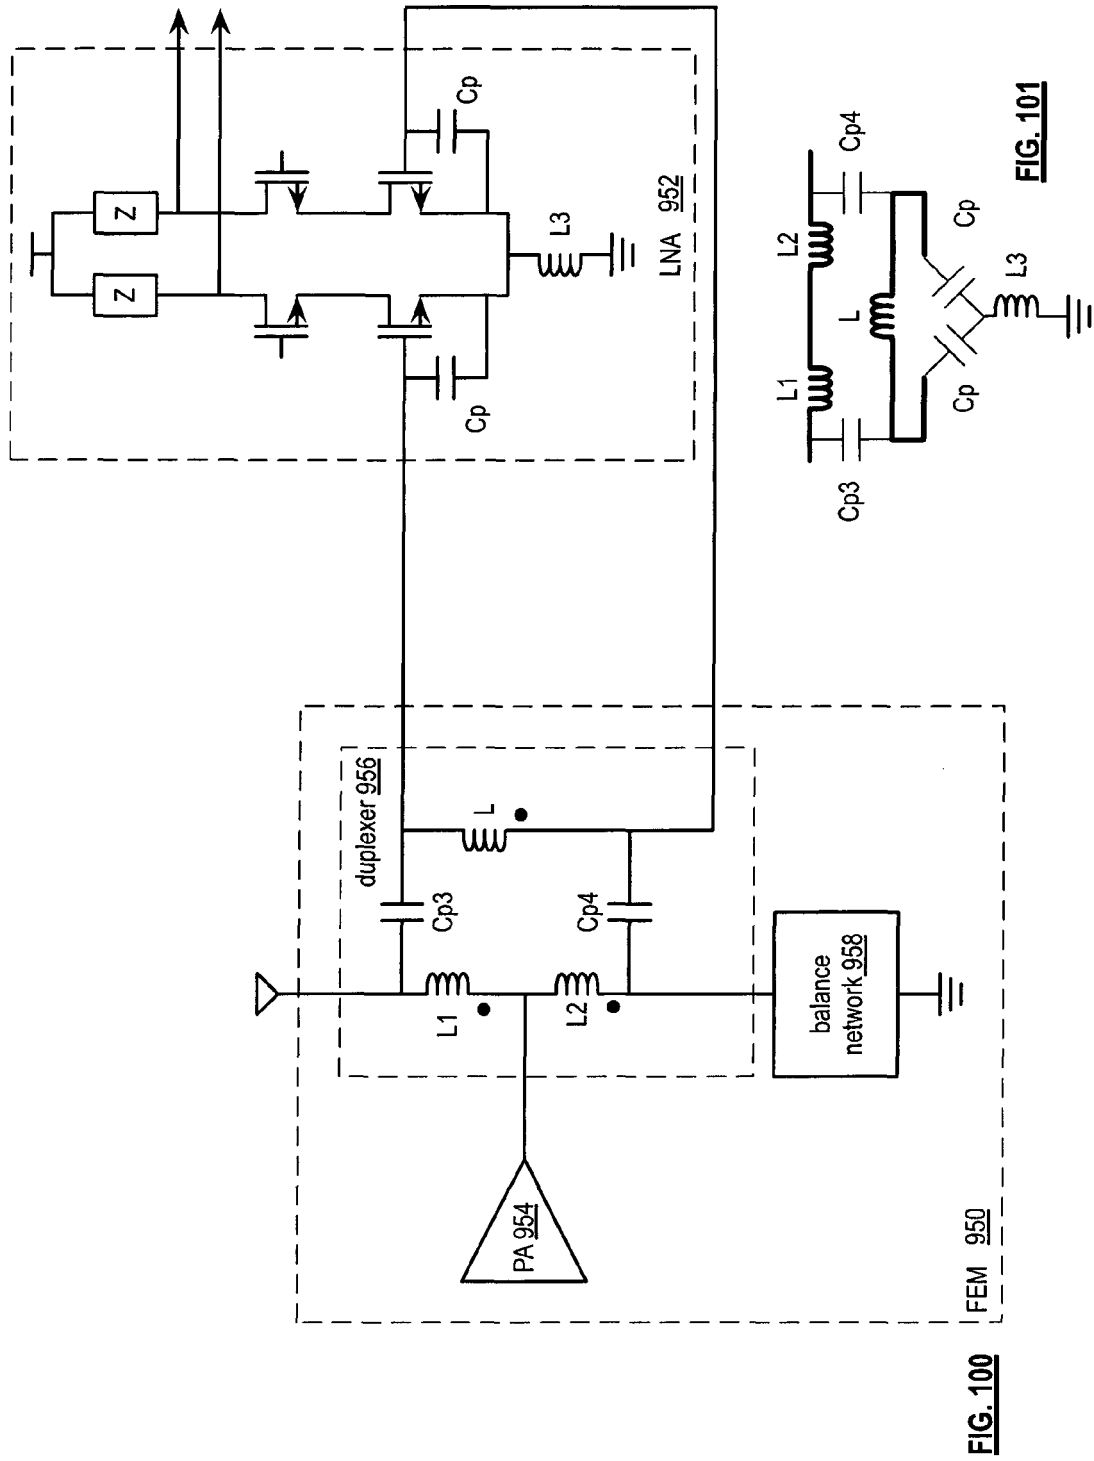 FEM 950
PA 954
duplexer 956
L1
L2
Cp3
Cp4
L
balance
network 958
LNA 952
Z
Z
Cp
Cp
L3
FIG. 100
L1
L2
Cp3
Cp4
L
Cp
Cp
L3
FIG. 101